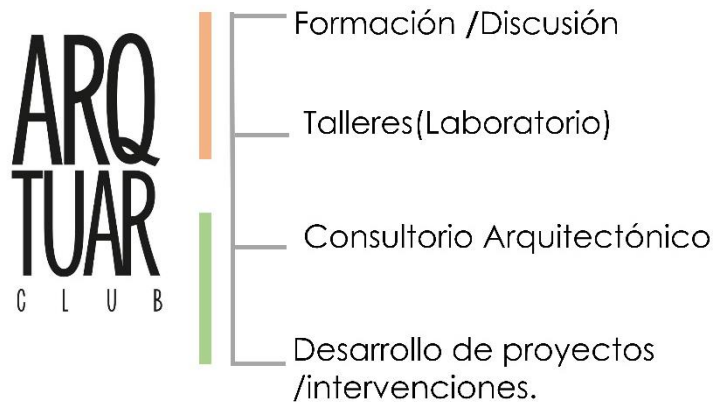 ARQ
TUAR
CLUB
Formación /Discusión
Talleres(Laboratorio)
Consultorio Arquitectónico
Desarrollo de proyectos
/intervenciones.